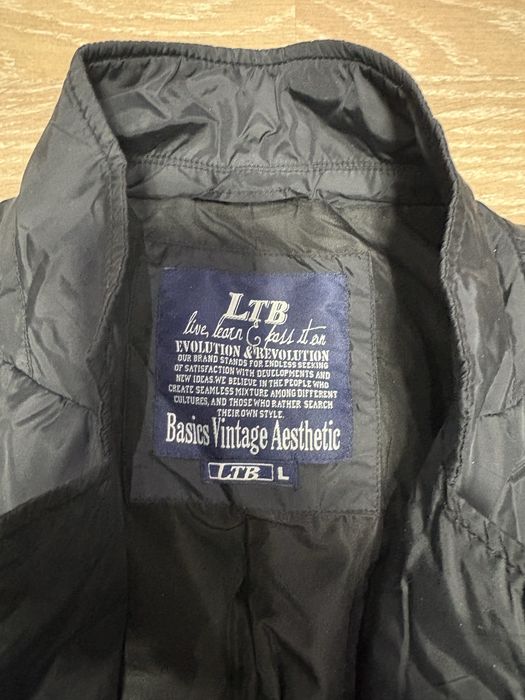 LTB
live, learn & pass it on
EVOLUTION & REVOLUTION
OUR BRAND STANDS FOR ENDLESS SEEKING
OF SATISFACTION WITH DEVELOPMENTS AND
NEW IDEAS.WE BELIEVE IN THE PEOPLE WHO
CREATE SEAMLESS MIXTURE AMONG DIFFERENT
CULTURES, AND THOSE WHO RATHER SEARCH
THEIR OWN STYLE.
Basics Vintage Aesthetic
LTB L